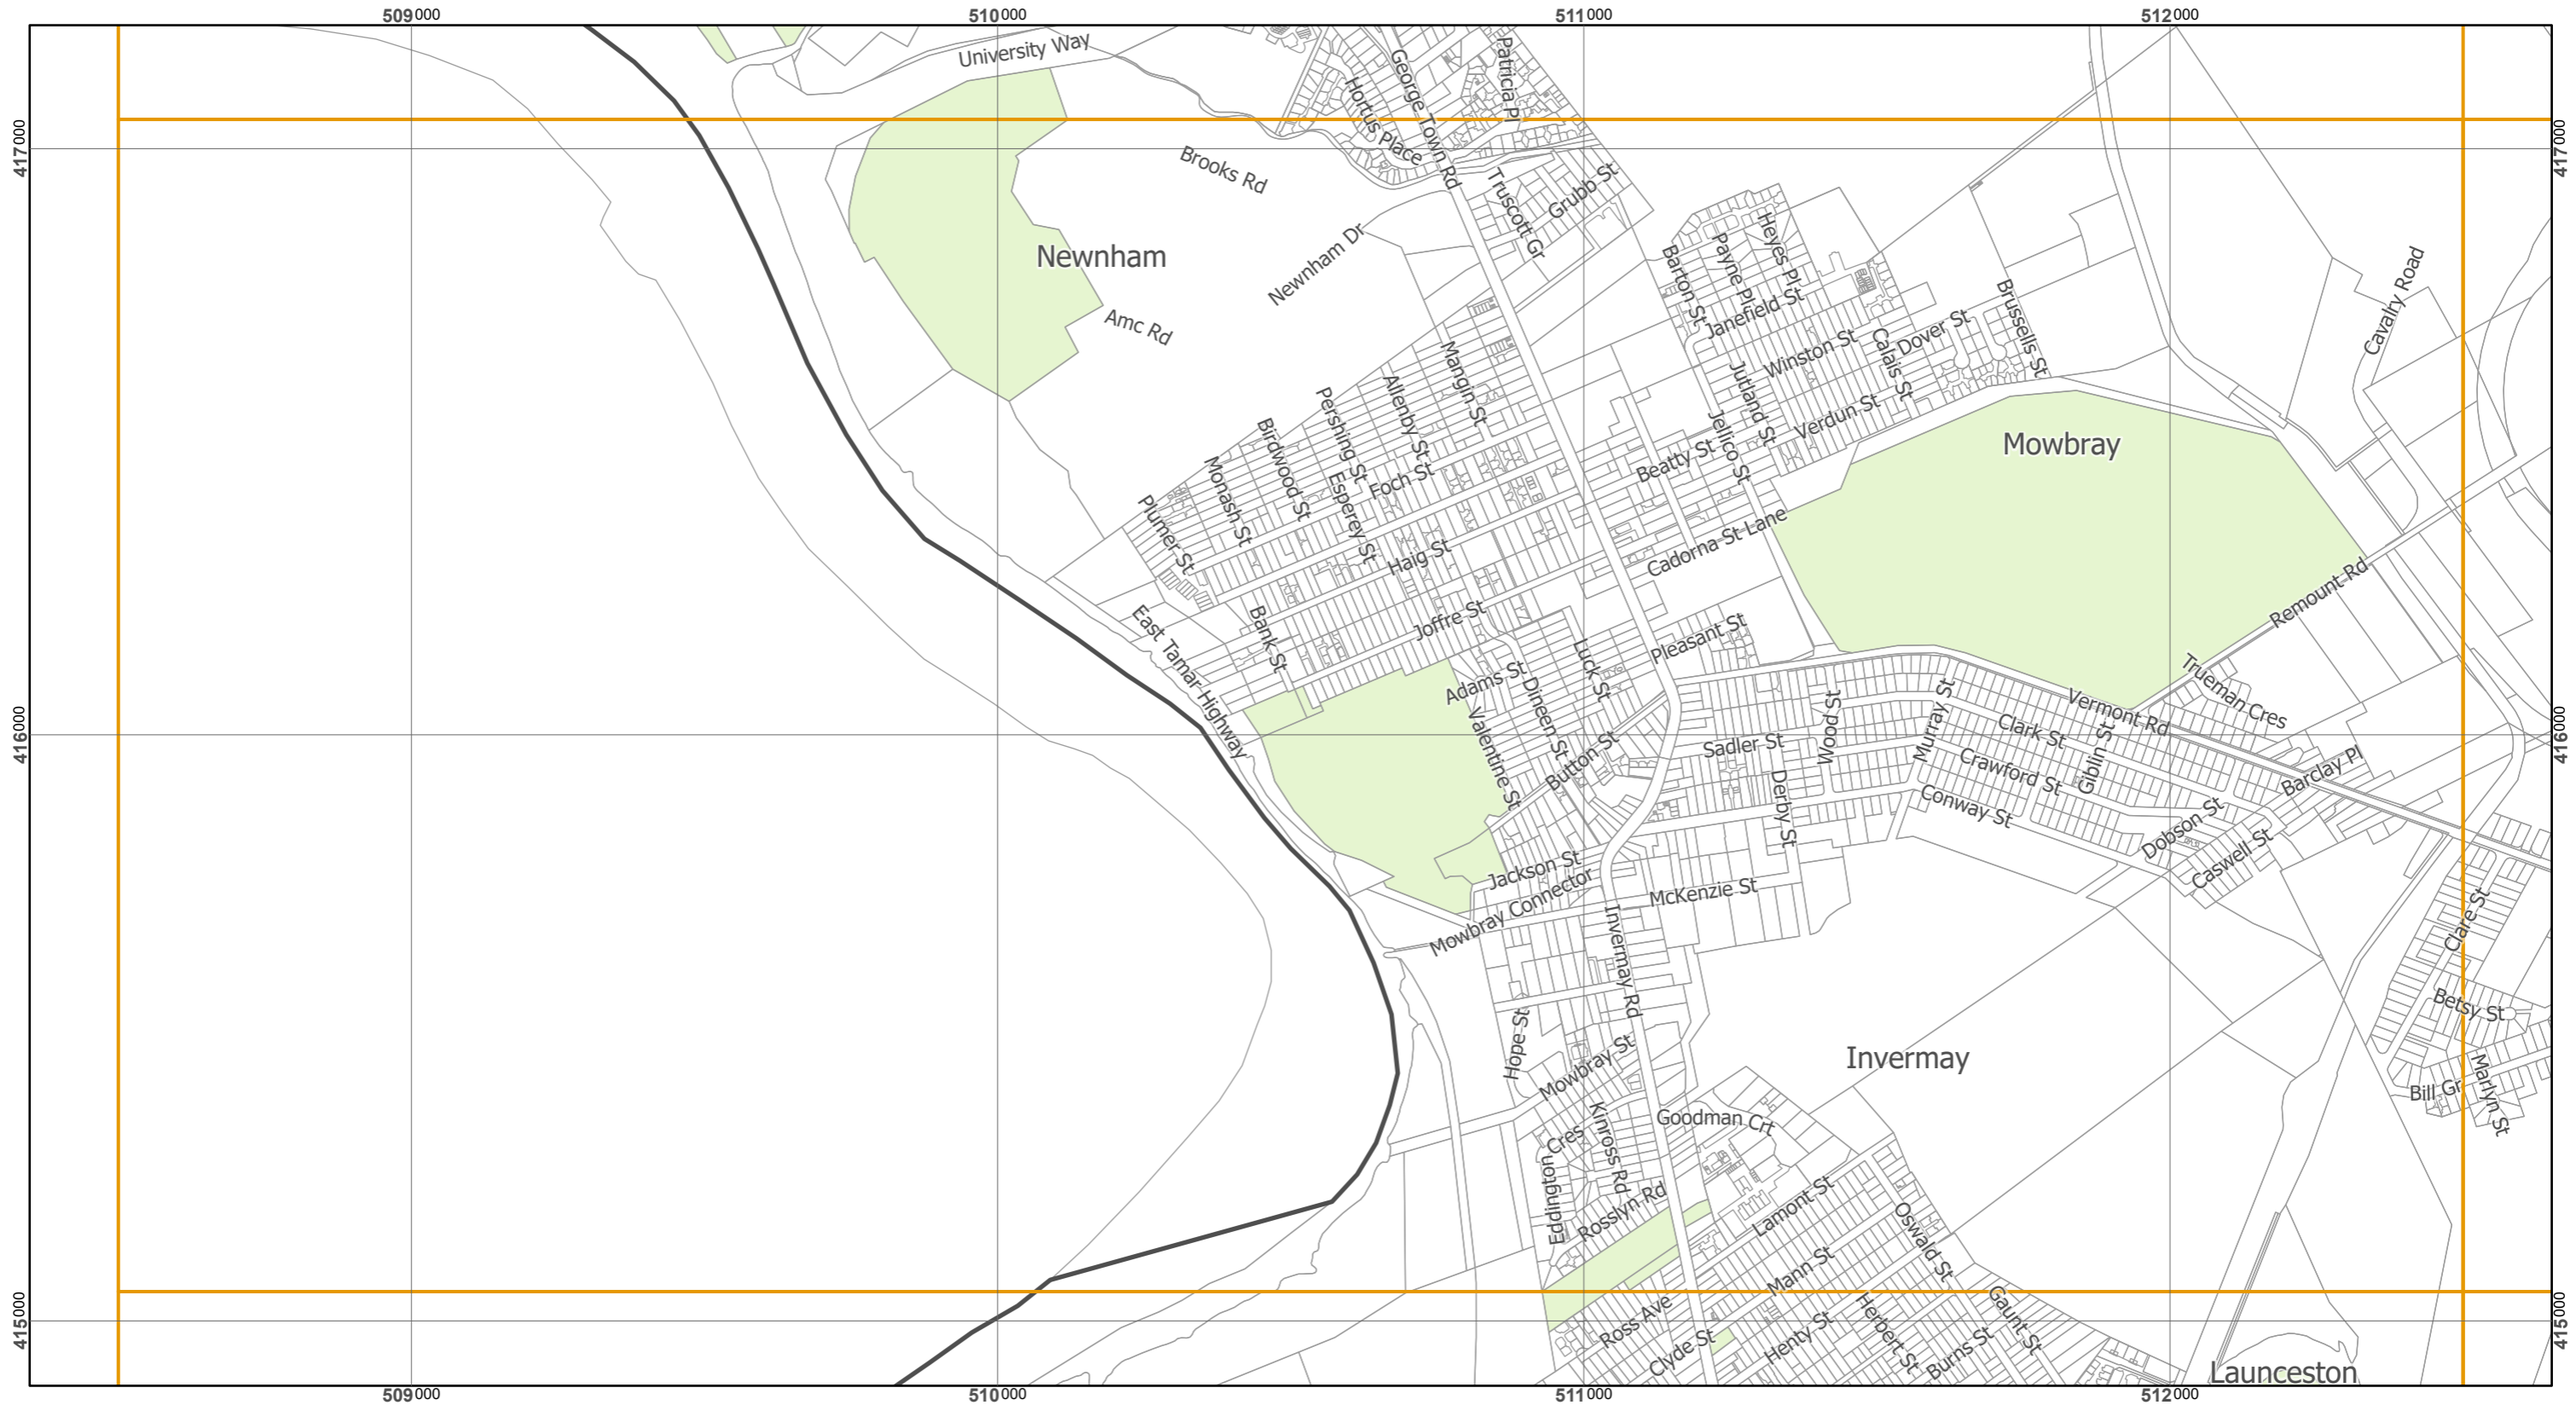 509000
510000
511000
512000
University Way
George Town Rd
Patricia Pl
Hortus Place
417000
417000
Brooks Rd
Truscott Gr
Grubb St
Newnham
Newnham Dr
Amc Rd
Barton St
Payne Pl
Heyes Pl
Janefield St
Winston St
Calais St
Dover St
Brussells St
Cavalry Road
Mangin St
Allenby St
Pershing St
Birdwood St
Monash St
Plumer St
Esperey St
Foch St
Haig St
Jutland St
Jellico St
Verdun St
Beatty St
Mowbray
Cadorna St Lane
Remount Rd
East Tamar Highway
Bank St
Joffre St
Luck St
Pleasant St
Adams St
Dineen St
Valentine St
Button St
Trueman Cres
Vermont Rd
416000
416000
Sadler St
Wood St
Murray St
Clark St
Giblin St
Crawford St
Conway St
Derby St
Barclay Pl
Dobson St
Caswell St
Jackson St
Mowbray Connector
McKenzie St
Invermay Rd
Clare St
Betsy St
Hope St
Mowbray St
Invermay
Bill Gr
Marlyn St
Kinross Rd
Goodman Crt
Eddington Cres
Rosslyn Rd
Lamont St
Oswald St
Mann St
415000
415000
Ross Ave
Clyde St
Henty St
Herbert St
Burns St
Gaunt St
Launceston
509000
510000
511000
512000